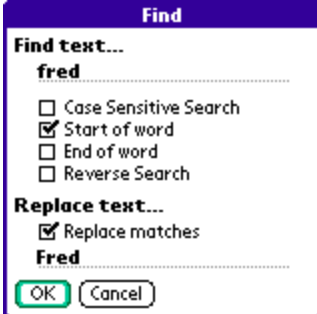 Find
Find text...
fred
Case Sensitive Search
Start of word
End of word
Reverse Search
Replace text...
Replace matches
Fred
OK Cancel